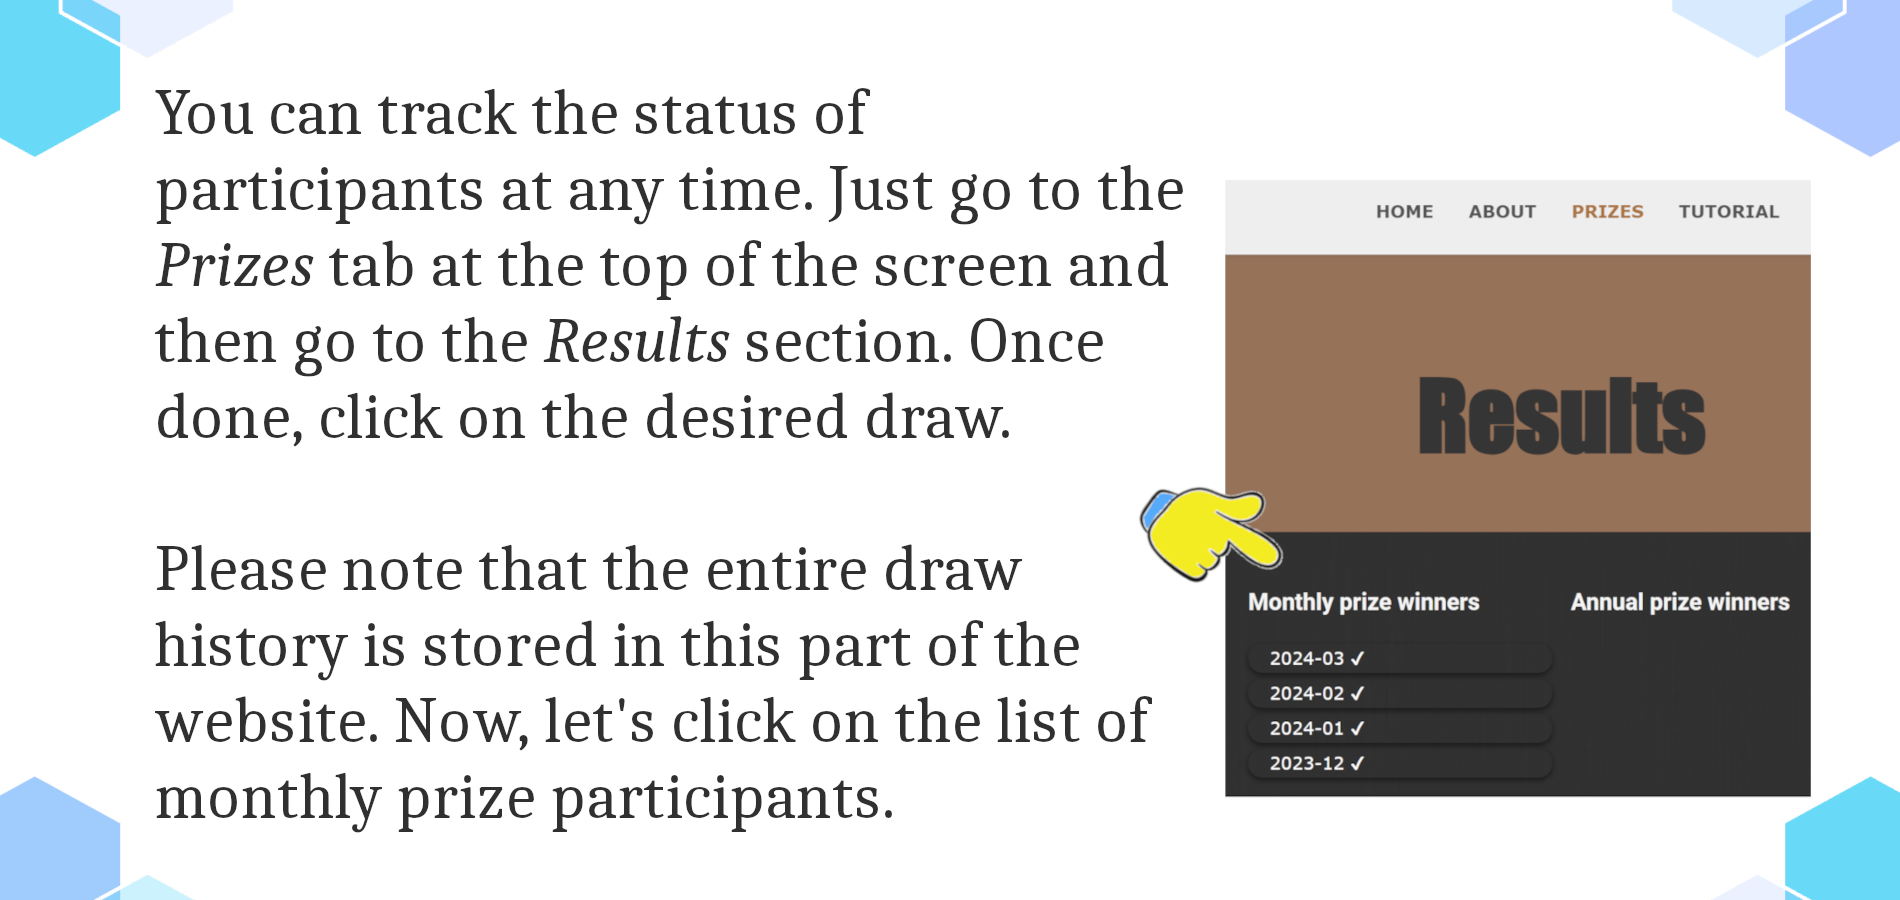 You can track the status of
participants at any time. Just go to the
Prizes tab at the top of the screen and
then go to the Results section. Once
done, click on the desired draw.
Please note that the entire draw
history is stored in this part of the
website. Now, let's click on the list of
monthly prize participants.
HOME ABOUT PRIZES TUTORIAL
Results
Monthly prize winners
2024-03 ✓
2024-02 ✓
2024-01 ✓
2023-12 ✓
Annual prize winners